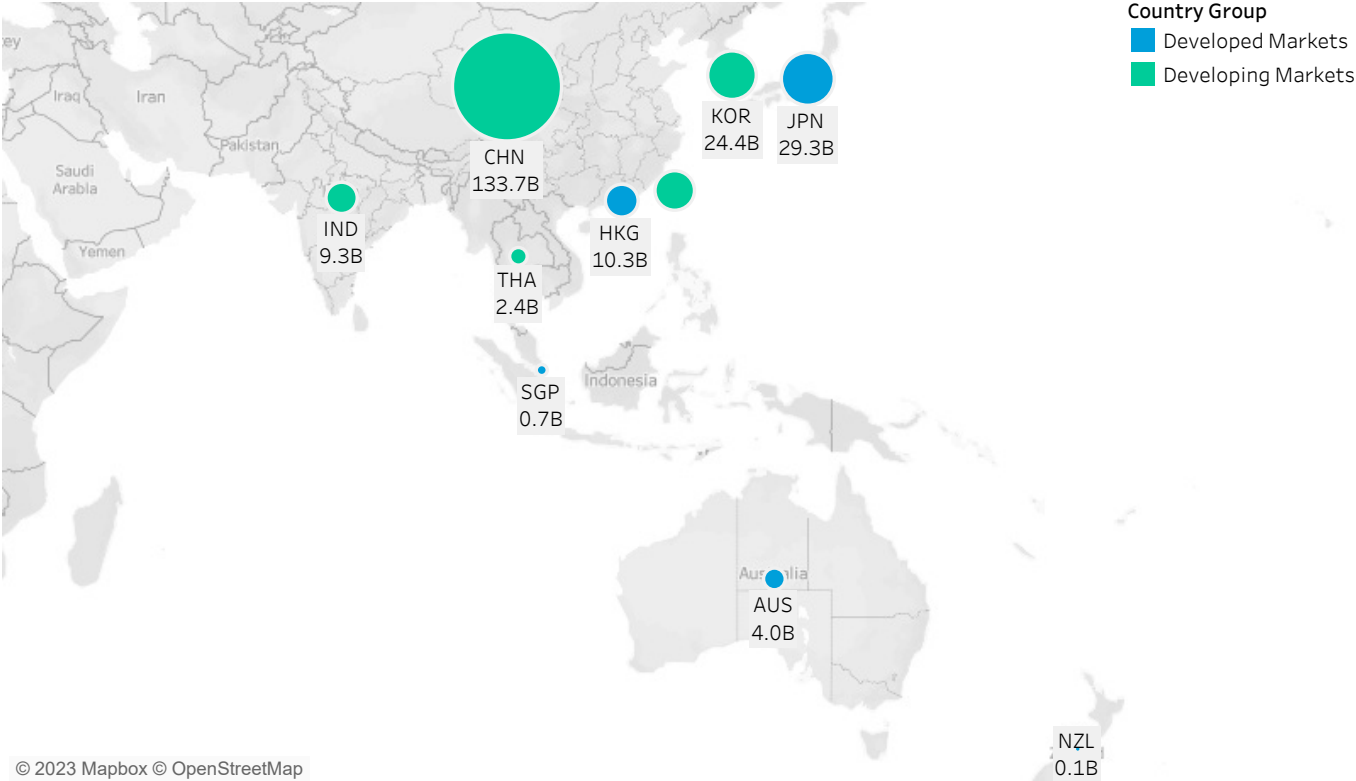 Country Group
Developed Markets
Developing Markets
ey
Iraq
Iran
Pakistan
Saudi
Arabia
Yemen
CHN
133.7B
KOR
24.4B
JPN
29.3B
IND
9.3B
HKG
10.3B
THA
2.4B
SGP
0.7B
Indonesia
Australia
AUS
4.0B
NZL
0.1B
© 2023 Mapbox © OpenStreetMap